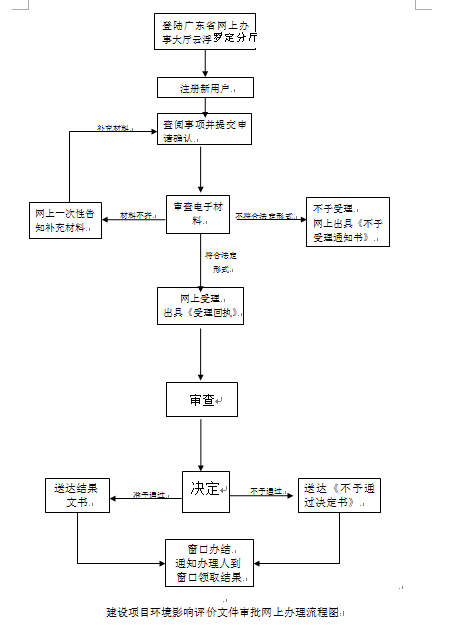 登陆广东省网上办
事大厅云浮罗定分厅
注册新用户
查阅事项并提交申
请确认
补充材料
审查电子材
料
网上一次性告
知补充材料
材料不齐
不符合法定形式
不予受理
网上出具《不予
受理通知书》
符合法定
形式
网上受理
出具《受理回执》
审查
决定
送达结果
文书
准予通过
不予通过
送达《不予通
过决定书》
窗口办结
通知办理人到
窗口领取结果
建设项目环境影响评价文件审批网上办理流程图